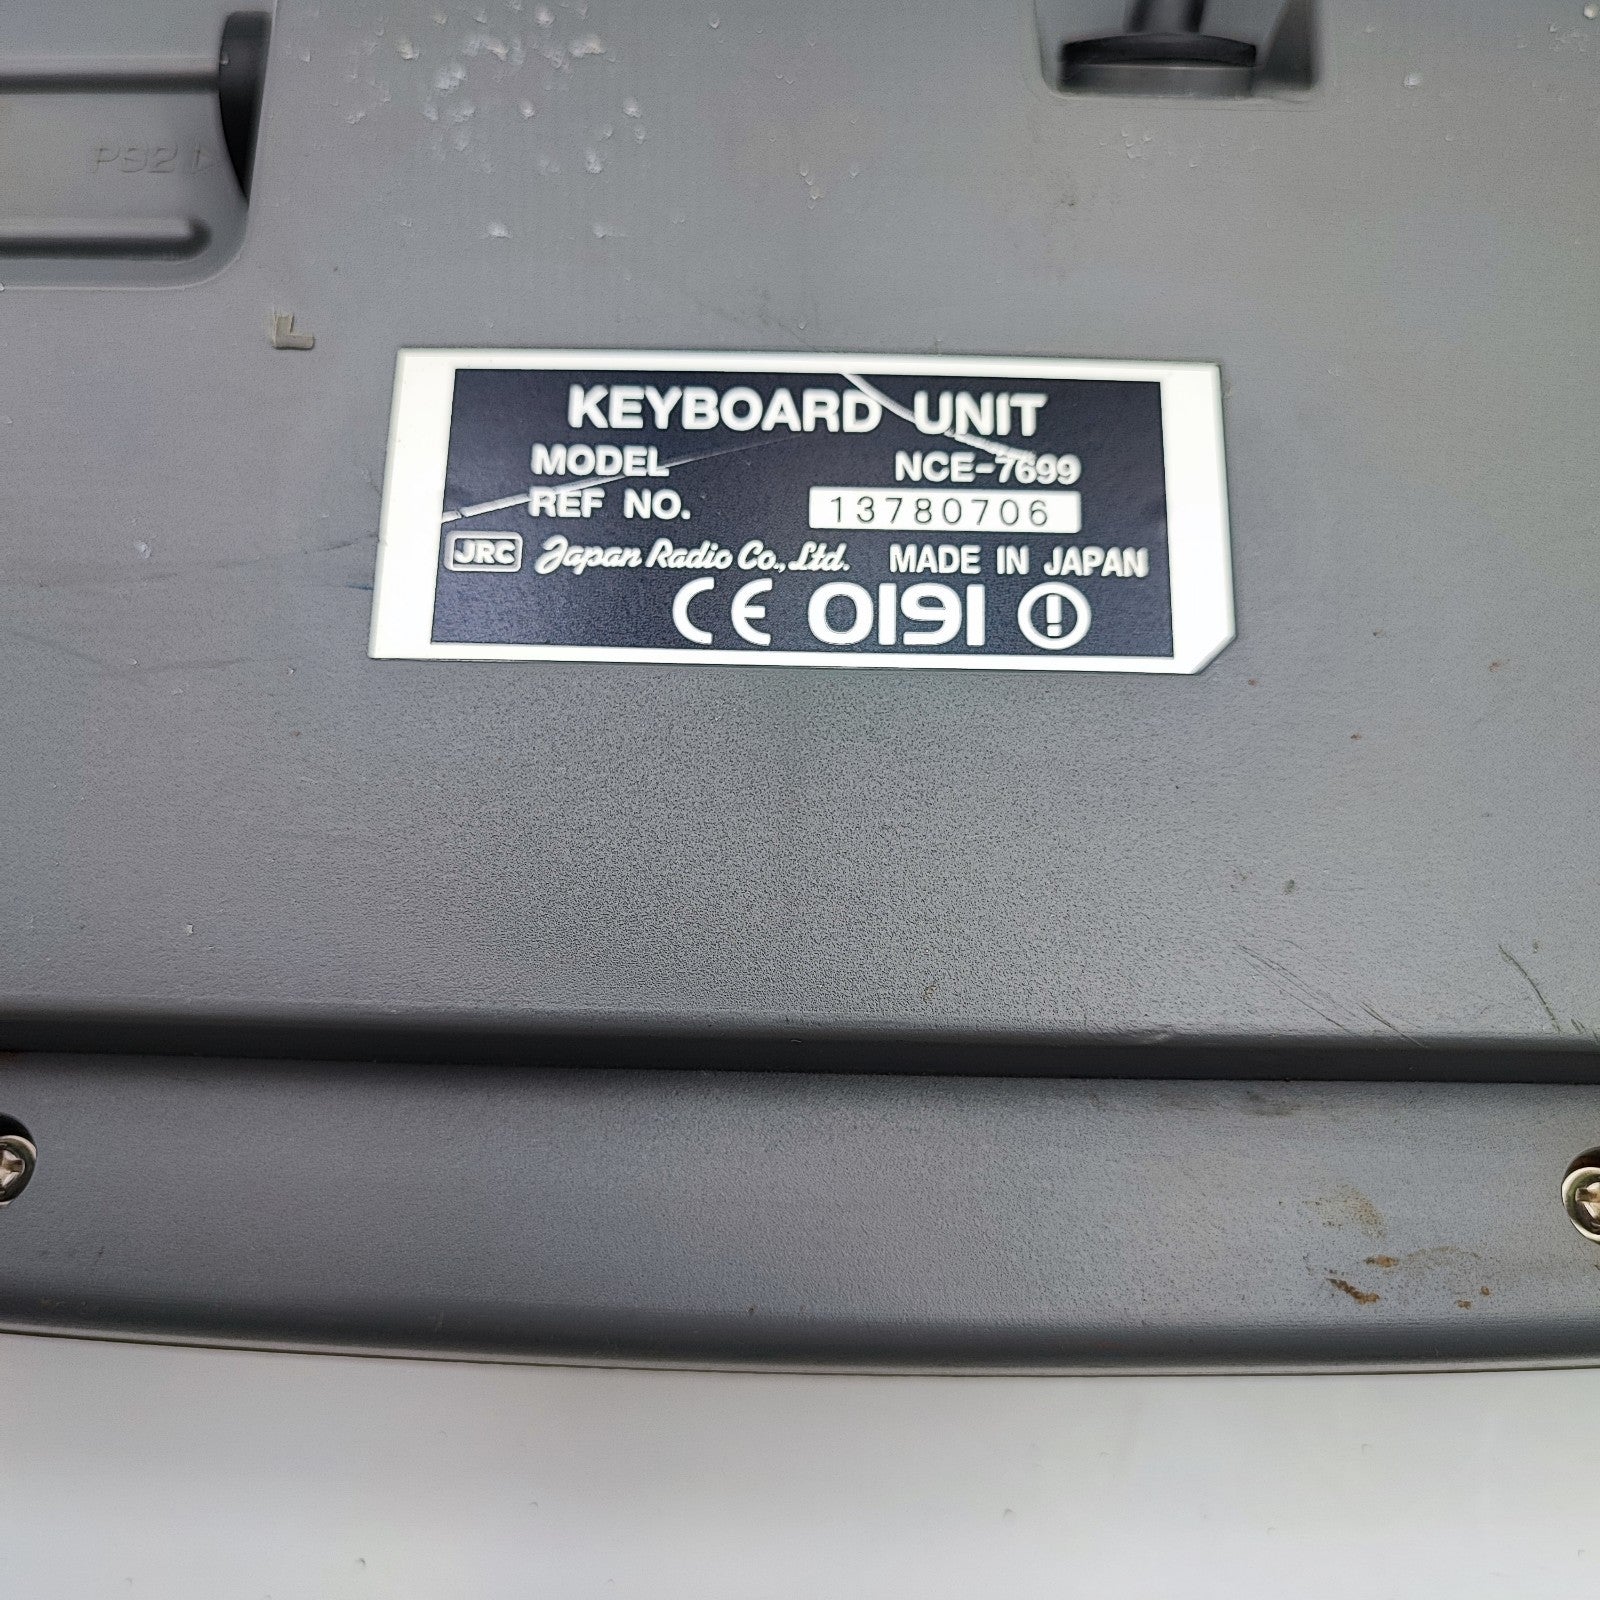 PS2
KEYBOARD UNIT
MODEL NCE-7699
REF NO. 13780706
JRC Japan Radio Co., Ltd. MADE IN JAPAN
CE 0191 !